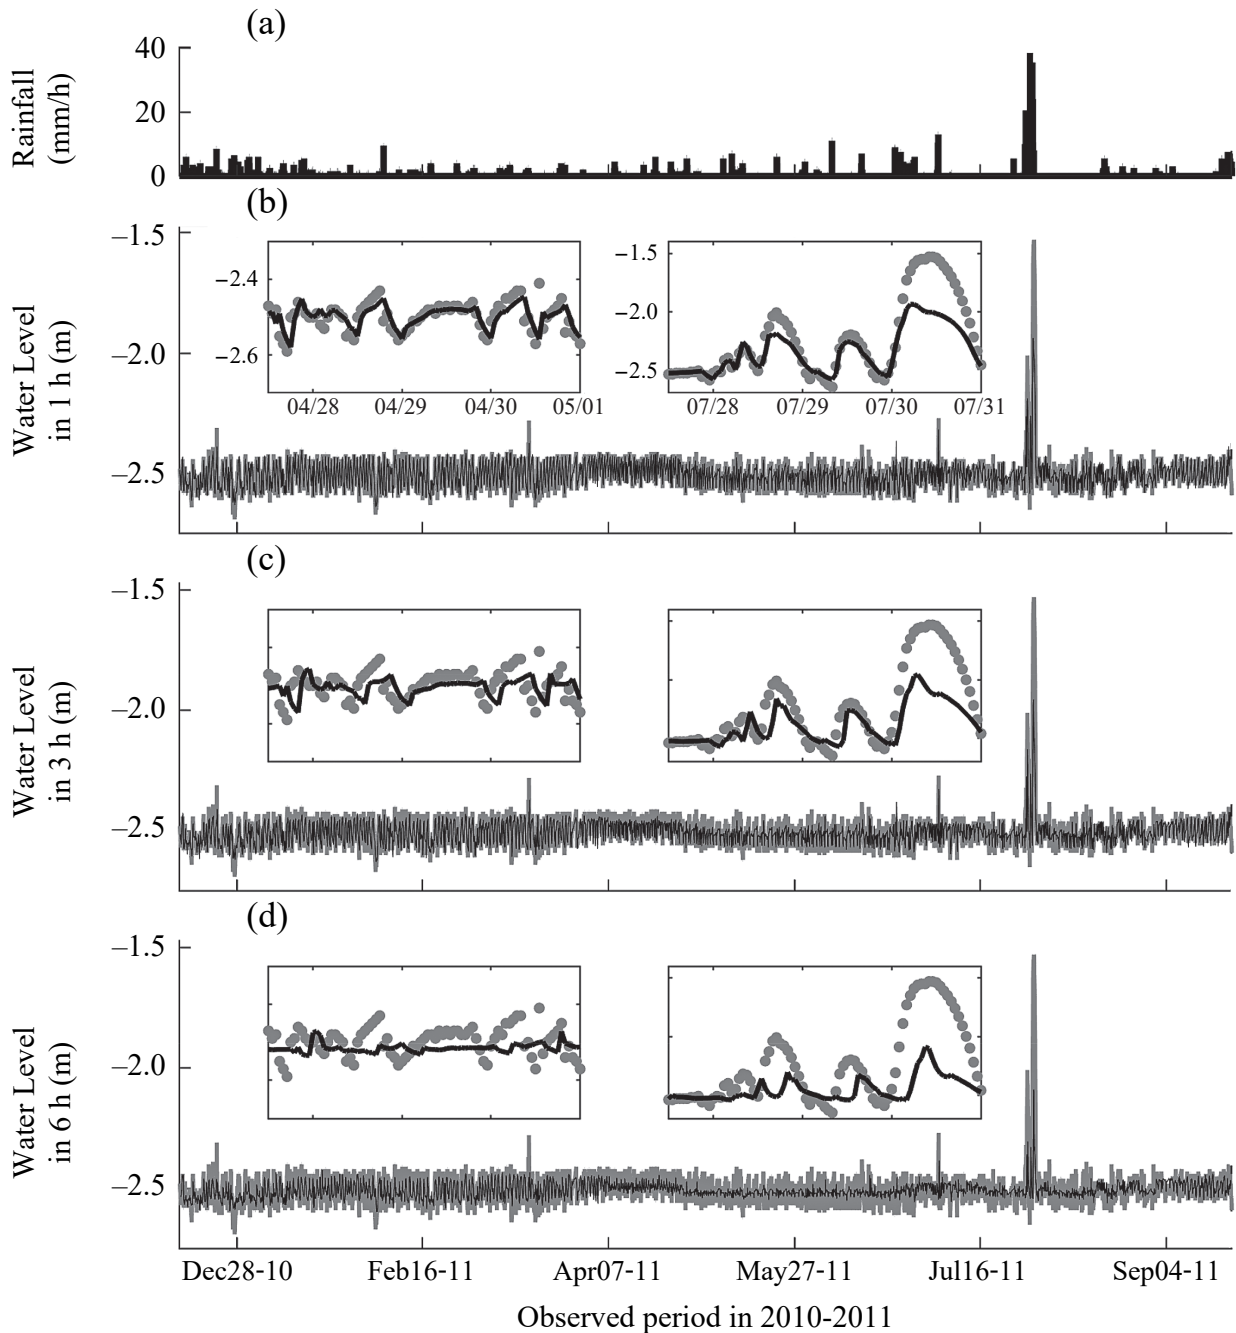 (a)
Rainfall
(mm/h)
40
20
0
(b)
Water Level
in 1 h (m)
–1.5
–2.0
–2.5
−2.4
−2.6
04/28 04/29 04/30 05/01
−1.5
−2.0
−2.5
07/28 07/29 07/30 07/31
(c)
Water Level
in 3 h (m)
–1.5
–2.0
–2.5
(d)
Water Level
in 6 h (m)
–1.5
–2.0
–2.5
Dec28-10 Feb16-11 Apr07-11 May27-11 Jul16-11 Sep04-11
Observed period in 2010-2011